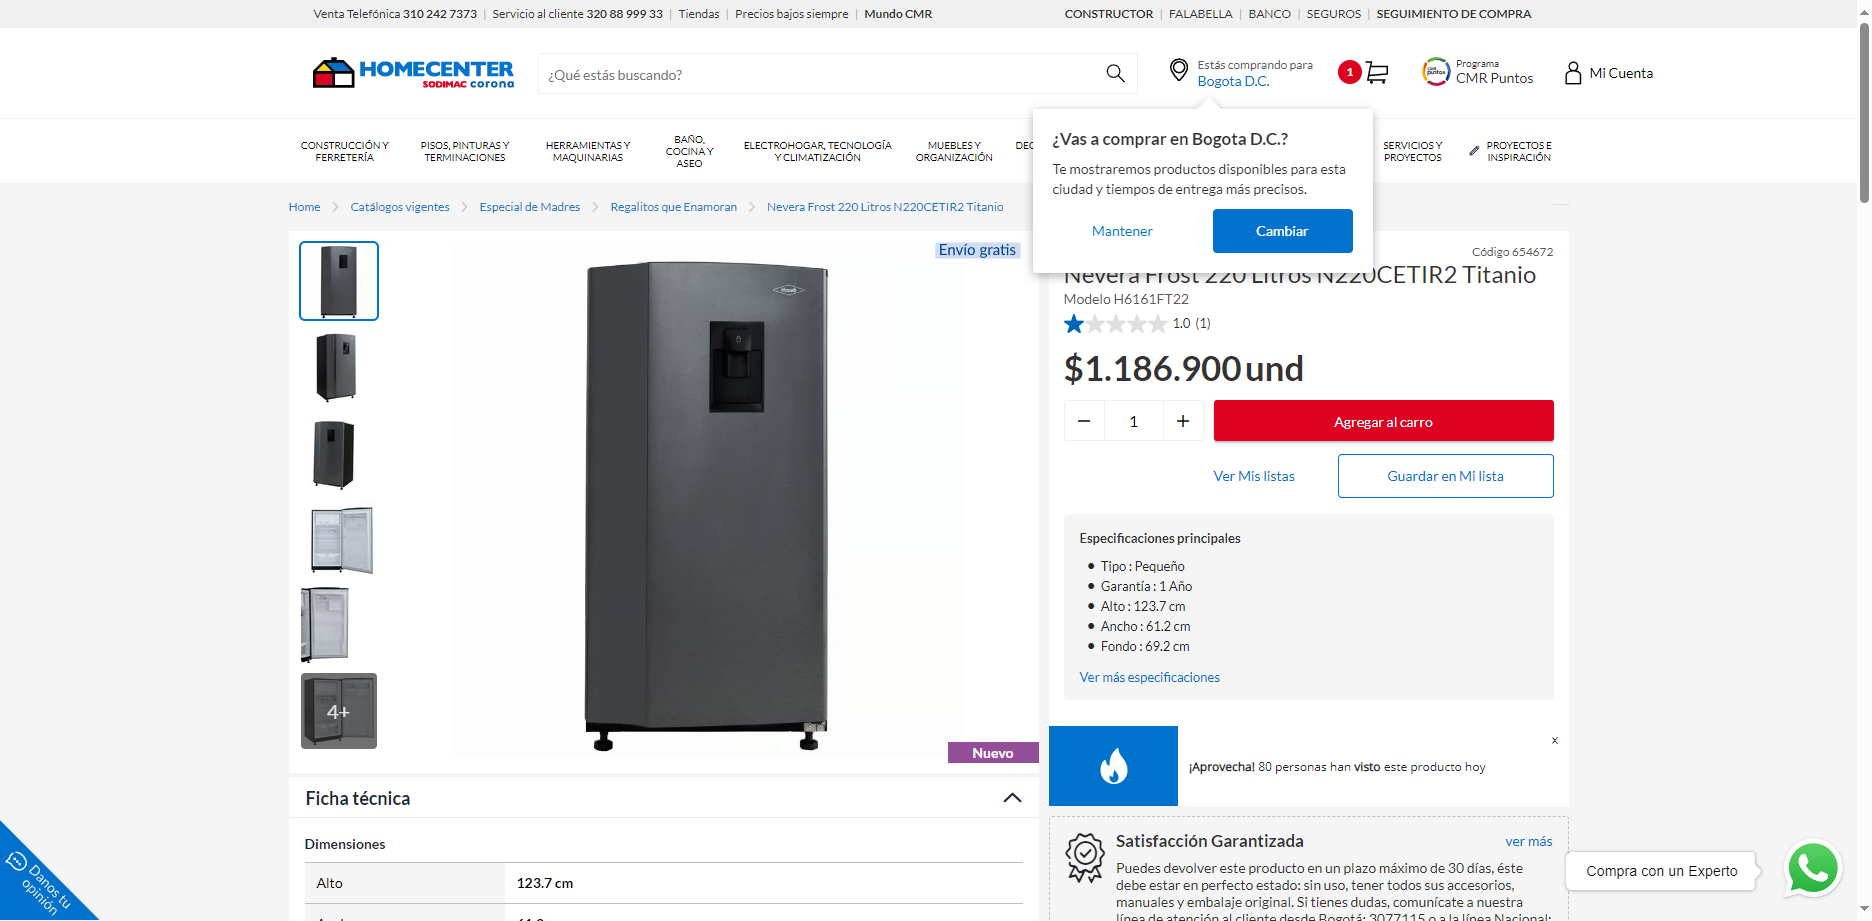 Venta Telefónica 310 242 7373 | Servicio al cliente 320 88 999 33 | Tiendas | Precios bajos siempre | Mundo CMR
CONSTRUCTOR | FALABELLA | BANCO | SEGUROS | SEGUIMIENTO DE COMPRA
HOMECENTER
SODIMAC corona
¿Qué estás buscando?
Estás comprando para
Bogota D.C.
1
Programa
CMR Puntos
Mi Cuenta
CONSTRUCCIÓN Y
FERRETERÍA
PISOS, PINTURAS Y
TERMINACIONES
HERRAMIENTAS Y
MAQUINARIAS
BAÑO,
COCINA Y
ASEO
ELECTROHOGAR, TECNOLOGÍA
Y CLIMATIZACIÓN
MUEBLES Y
ORGANIZACIÓN
SERVICIOS Y
PROYECTOS
PROYECTOS E
INSPIRACIÓN
¿Vas a comprar en Bogota D.C.?
Te mostraremos productos disponibles para esta
ciudad y tiempos de entrega más precisos.
Mantener
Cambiar
Home
Catálogos vigentes
Especial de Madres
Regalitos que Enamoran
Nevera Frost 220 Litros N220CETIR2 Titanio
Envío gratis
Haceb
4+
Nuevo
Código 654672
Nevera Frost 220 Litros N220CETIR2 Titanio
Modelo H6161FT22
1.0 (1)
$1.186.900 und
1
Agregar al carro
Ver Mis listas
Guardar en Mi lista
Especificaciones principales
• Tipo : Pequeño
• Garantía : 1 Año
• Alto : 123.7 cm
• Ancho : 61.2 cm
• Fondo : 69.2 cm
Ver más especificaciones
x
¡Aprovecha! 80 personas han visto este producto hoy
Ficha técnica
Dimensiones
Alto
123.7 cm
Satisfacción Garantizada
ver más
Puedes devolver este producto en un plazo máximo de 30 días, éste
debe estar en perfecto estado: sin uso, tener todos sus accesorios,
manuales y embalaje original. Si tienes dudas, comunícate a nuestra
línea de atención al cliente desde Bogotá: 3077115 o a la línea Nacional:
Compra con un Experto
Danos tu
opinión